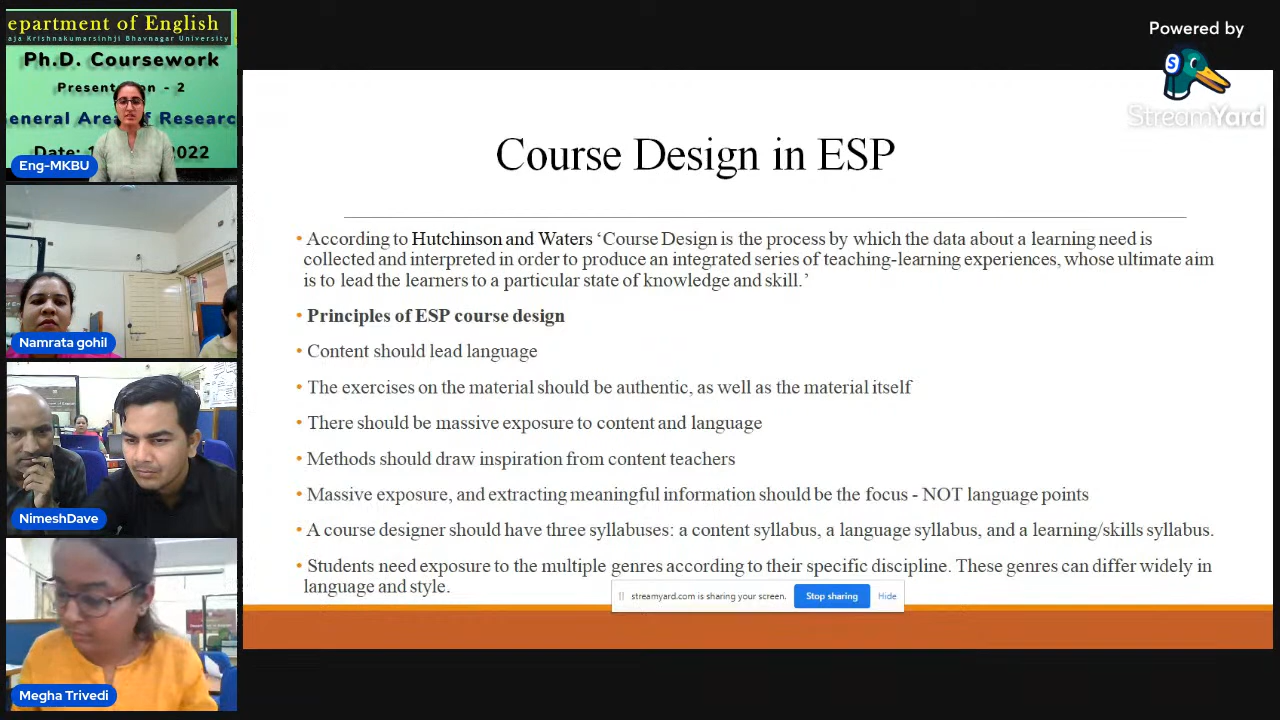 epartment of English
aja Krishnakumarsinhji Bhavnagar University
Ph.D. Coursework
Presen on - 2
eneral Area f Researc
Date: 1 2022
Eng-MKBU
Namrata gohil
NimeshDave
Megha Trivedi
Powered by
S
StreamYard
Course Design in ESP
• According to Hutchinson and Waters ‘Course Design is the process by which the data about a learning need is
collected and interpreted in order to produce an integrated series of teaching-learning experiences, whose ultimate aim
is to lead the learners to a particular state of knowledge and skill.’
• Principles of ESP course design
• Content should lead language
• The exercises on the material should be authentic, as well as the material itself
• There should be massive exposure to content and language
• Methods should draw inspiration from content teachers
• Massive exposure, and extracting meaningful information should be the focus - NOT language points
• A course designer should have three syllabuses: a content syllabus, a language syllabus, and a learning/skills syllabus.
• Students need exposure to the multiple genres according to their specific discipline. These genres can differ widely in
language and style.
streamyard.com is sharing your screen.
Stop sharing
Hide